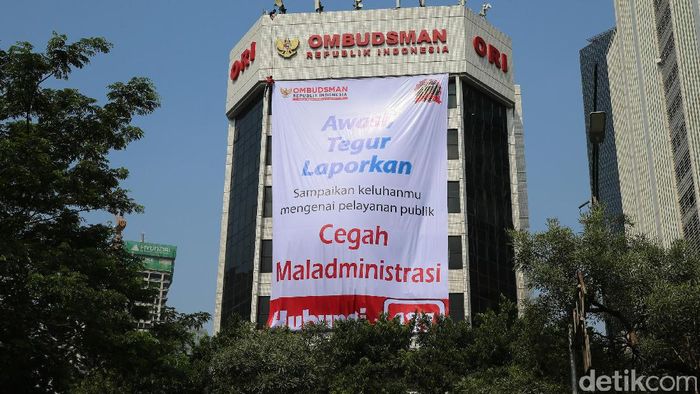 ORI
OMBUDSMAN
REPUBLIK INDONESIA
ORI
OMBUDSMAN
REPUBLIK INDONESIA
Awasi,
Tegur
Laporkan
Sampaikan keluhanmu
mengenai pelayanan publik
Cegah
Maladministrasi
Hubungi 137
HYUNDAI
detikcom